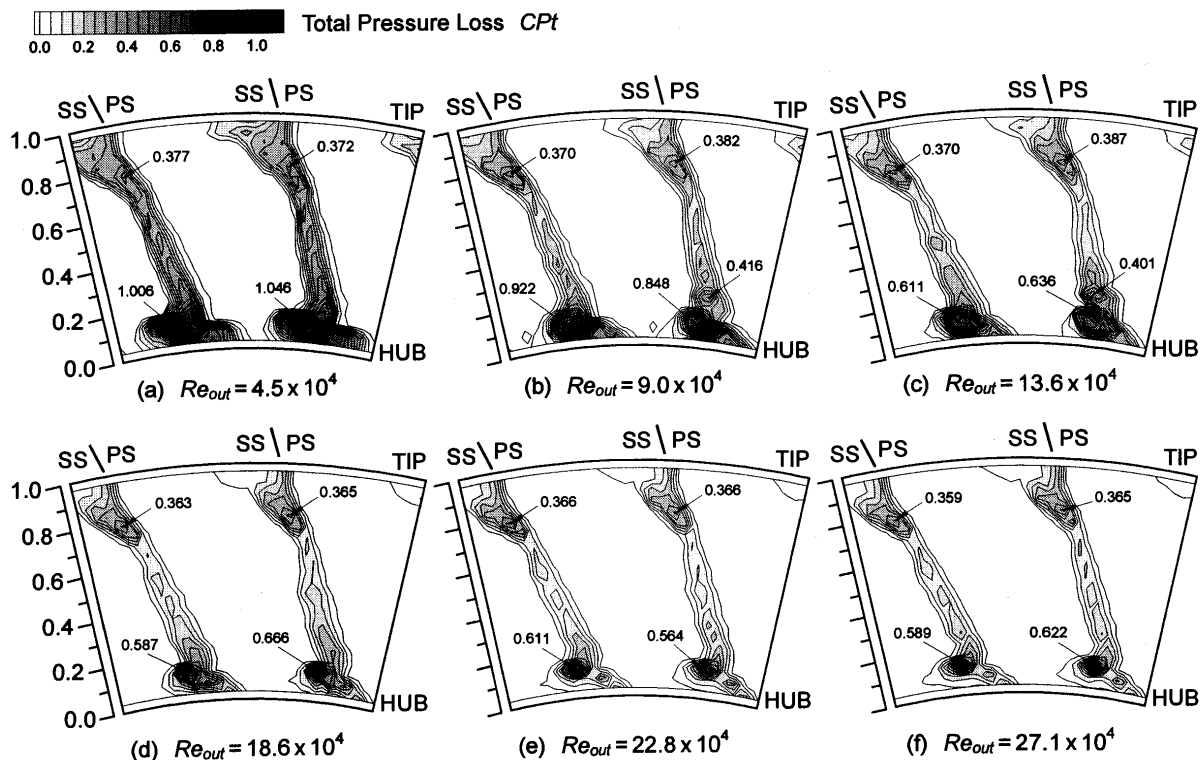 Total Pressure Loss CPt
0.0 0.2 0.4 0.6 0.8 1.0
SS PS SS PS TIP
1.0
0.8
0.6
0.4
0.2
0.0
0.377
0.372
1.006
1.046
HUB
(a) Re_out = 4.5 x 10^4
SS PS SS PS TIP
0.370
0.382
0.922
0.848
0.416
HUB
(b) Re_out = 9.0 x 10^4
SS PS SS PS TIP
0.370
0.387
0.611
0.636
0.401
HUB
(c) Re_out = 13.6 x 10^4
SS PS SS PS TIP
1.0
0.8
0.6
0.4
0.2
0.0
0.363
0.365
0.587
0.666
HUB
(d) Re_out = 18.6 x 10^4
SS PS SS PS TIP
0.366
0.366
0.611
0.564
HUB
(e) Re_out = 22.8 x 10^4
SS PS SS PS TIP
0.359
0.365
0.589
0.622
HUB
(f) Re_out = 27.1 x 10^4